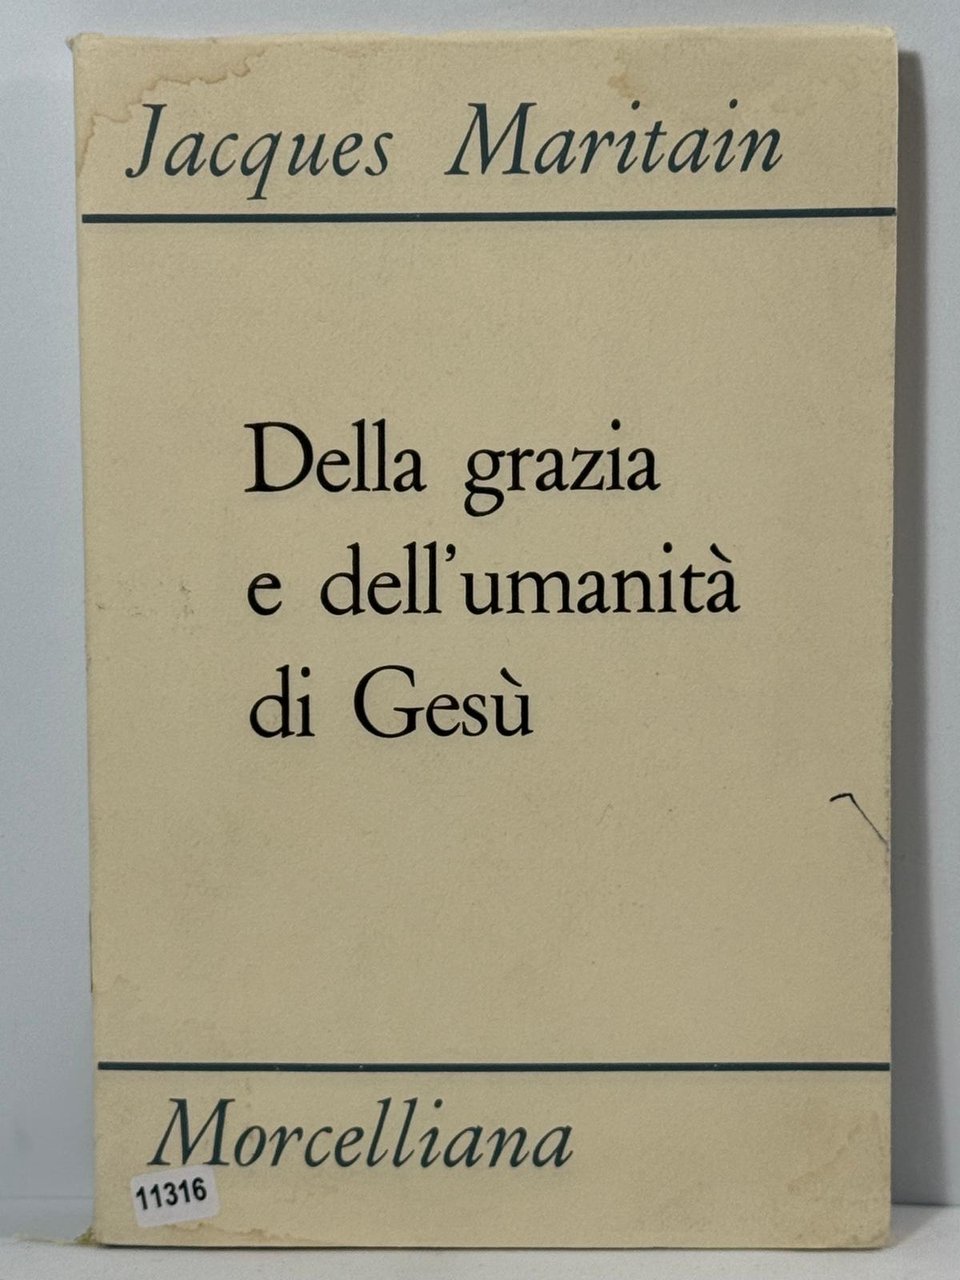 Jacques Maritain
Della grazia
e dell'umanità
di Gesù
Morcelliana
11316